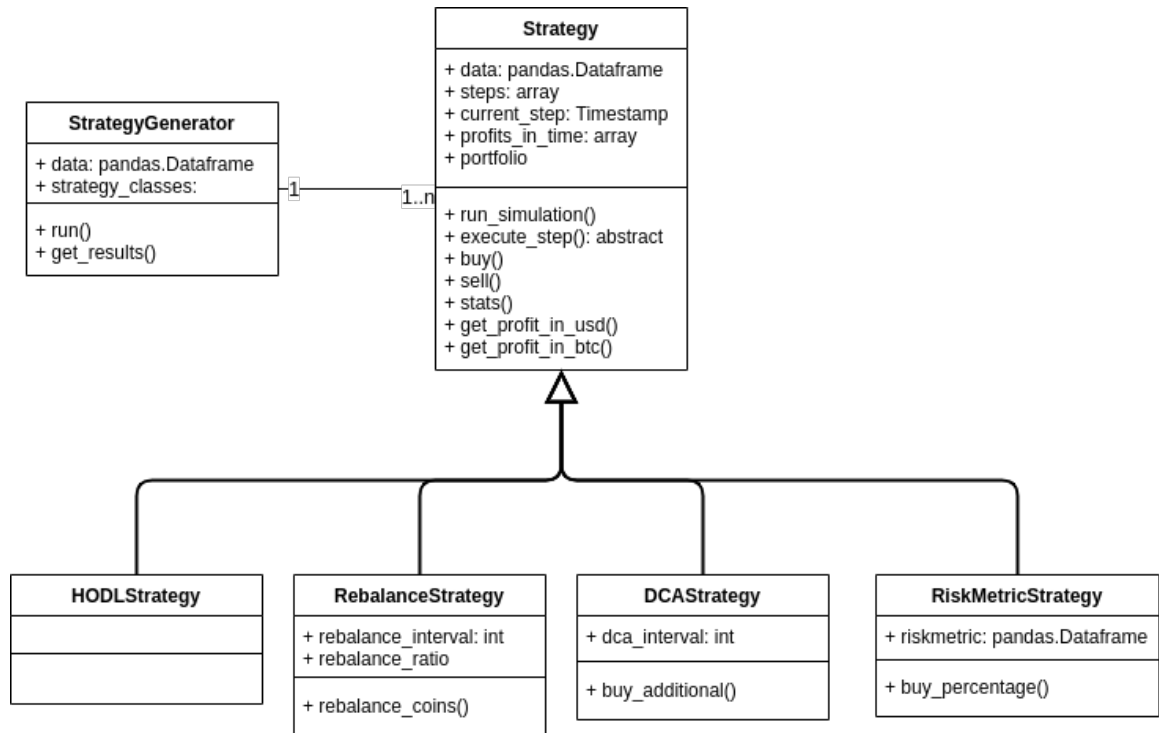 Strategy
+ data: pandas.Dataframe
+ steps: array
+ current_step: Timestamp
+ profits_in_time: array
+ portfolio
+ run_simulation()
+ execute_step(): abstract
+ buy()
+ sell()
+ stats()
+ get_profit_in_usd()
+ get_profit_in_btc()
StrategyGenerator
+ data: pandas.Dataframe
+ strategy_classes:
+ run()
+ get_results()
1
1..n
HODLStrategy
RebalanceStrategy
+ rebalance_interval: int
+ rebalance_ratio
+ rebalance_coins()
DCAStrategy
+ dca_interval: int
+ buy_additional()
RiskMetricStrategy
+ riskmetric: pandas.Dataframe
+ buy_percentage()